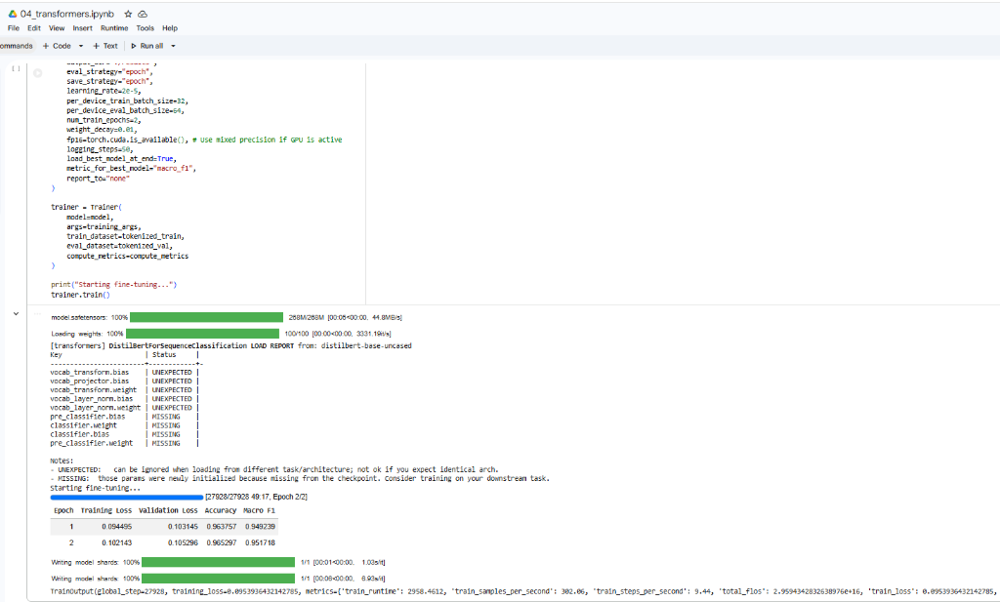 04_transformers.ipynb
File Edit View Insert Runtime Tools Help
ommands + Code + Text Run all
[ ]
eval_strategy="epoch",
save_strategy="epoch",
learning_rate=2e-5,
per_device_train_batch_size=32,
per_device_eval_batch_size=64,
num_train_epochs=2,
weight_decay=0.01,
fp16=torch.cuda.is_available(), # Use mixed precision if GPU is active
logging_steps=50,
load_best_model_at_end=True,
metric_for_best_model="macro_f1",
report_to="none"
)
trainer = Trainer(
model=model,
args=training_args,
train_dataset=tokenized_train,
eval_dataset=tokenized_val,
compute_metrics=compute_metrics
)
print("Starting fine-tuning...")
trainer.train()
model.safetensors: 100% 268M/268M [00:05<00:00, 44.8MB/s]
Loading weights: 100% 100/100 [00:00<00:00, 3331.19it/s]
[transformers] DistilBertForSequenceClassification LOAD REPORT from: distilbert-base-uncased
Key | Status |
------------------------+------------+-
vocab_transform.bias | UNEXPECTED |
vocab_projector.bias | UNEXPECTED |
vocab_transform.weight | UNEXPECTED |
vocab_layer_norm.bias | UNEXPECTED |
vocab_layer_norm.weight | UNEXPECTED |
pre_classifier.bias | MISSING |
classifier.weight | MISSING |
classifier.bias | MISSING |
pre_classifier.weight | MISSING |
Notes:
- UNEXPECTED: can be ignored when loading from different task/architecture; not ok if you expect identical arch.
- MISSING: those params were newly initialized because missing from the checkpoint. Consider training on your downstream task.
Starting fine-tuning...
[27928/27928 49:17, Epoch 2/2]
Epoch Training Loss Validation Loss Accuracy Macro F1
1 0.094495 0.103145 0.963757 0.949239
2 0.102143 0.105296 0.965297 0.951718
Writing model shards: 100% 1/1 [00:01<00:00, 1.03s/it]
Writing model shards: 100% 1/1 [00:06<00:00, 6.93s/it]
TrainOutput(global_step=27928, training_loss=0.0953936432142785, metrics={'train_runtime': 2958.4612, 'train_samples_per_second': 302.06, 'train_steps_per_second': 9.44, 'total_flos': 2.9594342832638976e+16, 'train_loss': 0.0953936432142785,